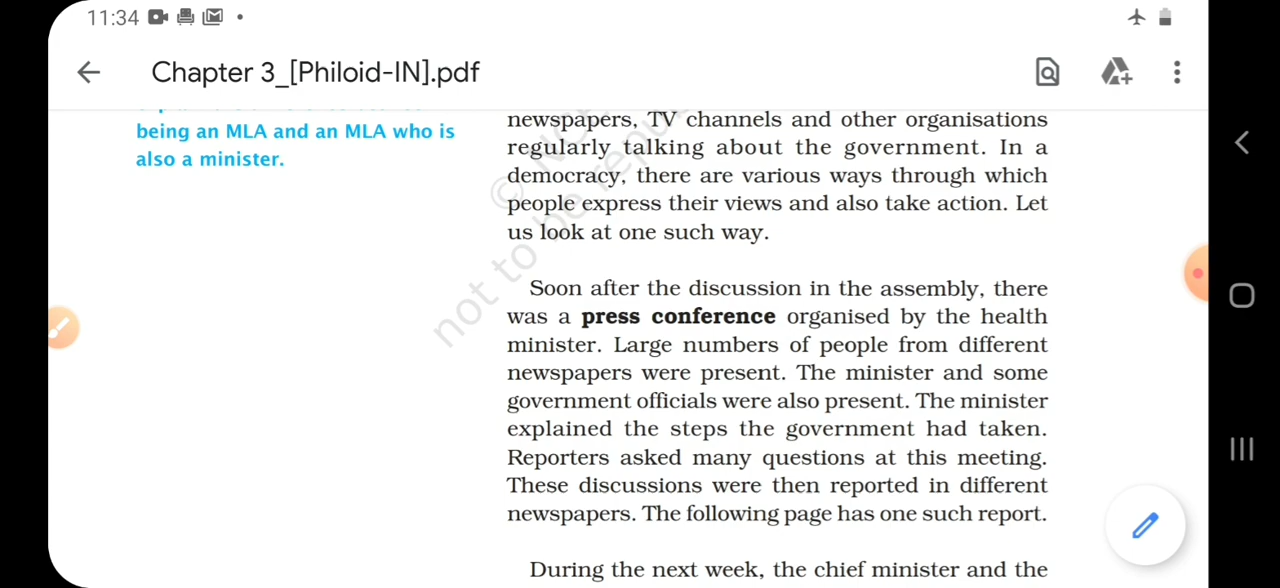 11:34
Chapter 3_[Philoid-IN].pdf
being an MLA and an MLA who is
also a minister.
newspapers, TV channels and other organisations
regularly talking about the government. In a
democracy, there are various ways through which
people express their views and also take action. Let
us look at one such way.
Soon after the discussion in the assembly, there
was a press conference organised by the health
minister. Large numbers of people from different
newspapers were present. The minister and some
government officials were also present. The minister
explained the steps the government had taken.
Reporters asked many questions at this meeting.
These discussions were then reported in different
newspapers. The following page has one such report.
During the next week, the chief minister and the
not to be